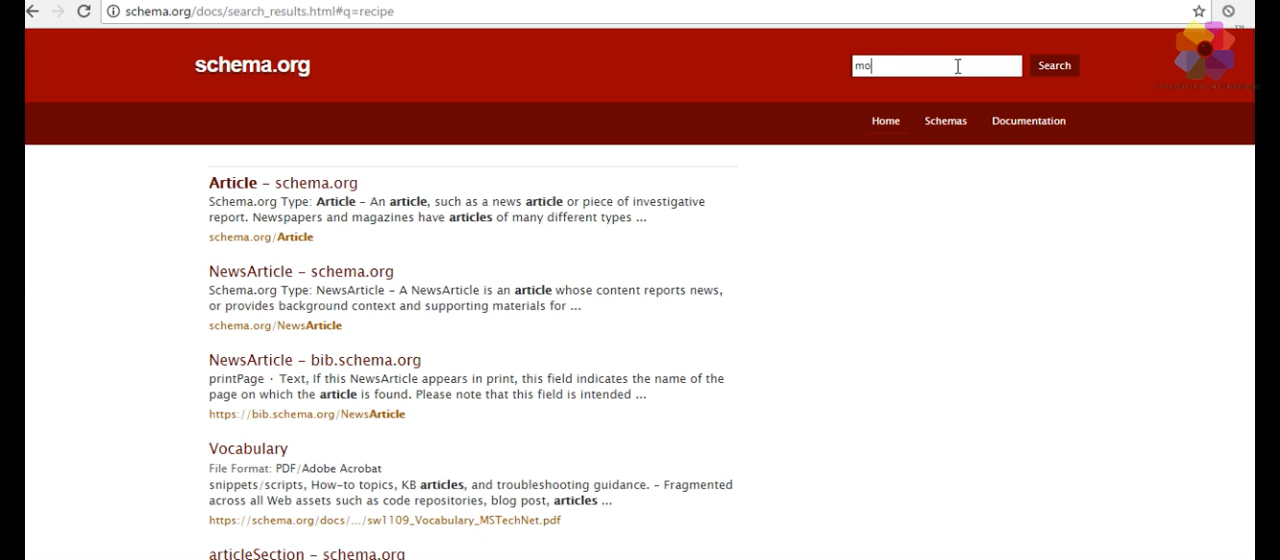 schema.org/docs/search_results.html#q=recipe
schema.org
mo
Search
Home
Schemas
Documentation
Article – schema.org
Schema.org Type: Article – An article, such as a news article or piece of investigative
report. Newspapers and magazines have articles of many different types ...
schema.org/Article
NewsArticle – schema.org
Schema.org Type: NewsArticle – A NewsArticle is an article whose content reports news,
or provides background context and supporting materials for ...
schema.org/NewsArticle
NewsArticle – bib.schema.org
printPage · Text, If this NewsArticle appears in print, this field indicates the name of the
page on which the article is found. Please note that this field is intended ...
https://bib.schema.org/NewsArticle
Vocabulary
File Format: PDF/Adobe Acrobat
snippets/scripts, How-to topics, KB articles, and troubleshooting guidance. – Fragmented
across all Web assets such as code repositories, blog post, articles ...
https://schema.org/docs/.../sw1109_Vocabulary_MSTechNet.pdf
articleSection – schema.org